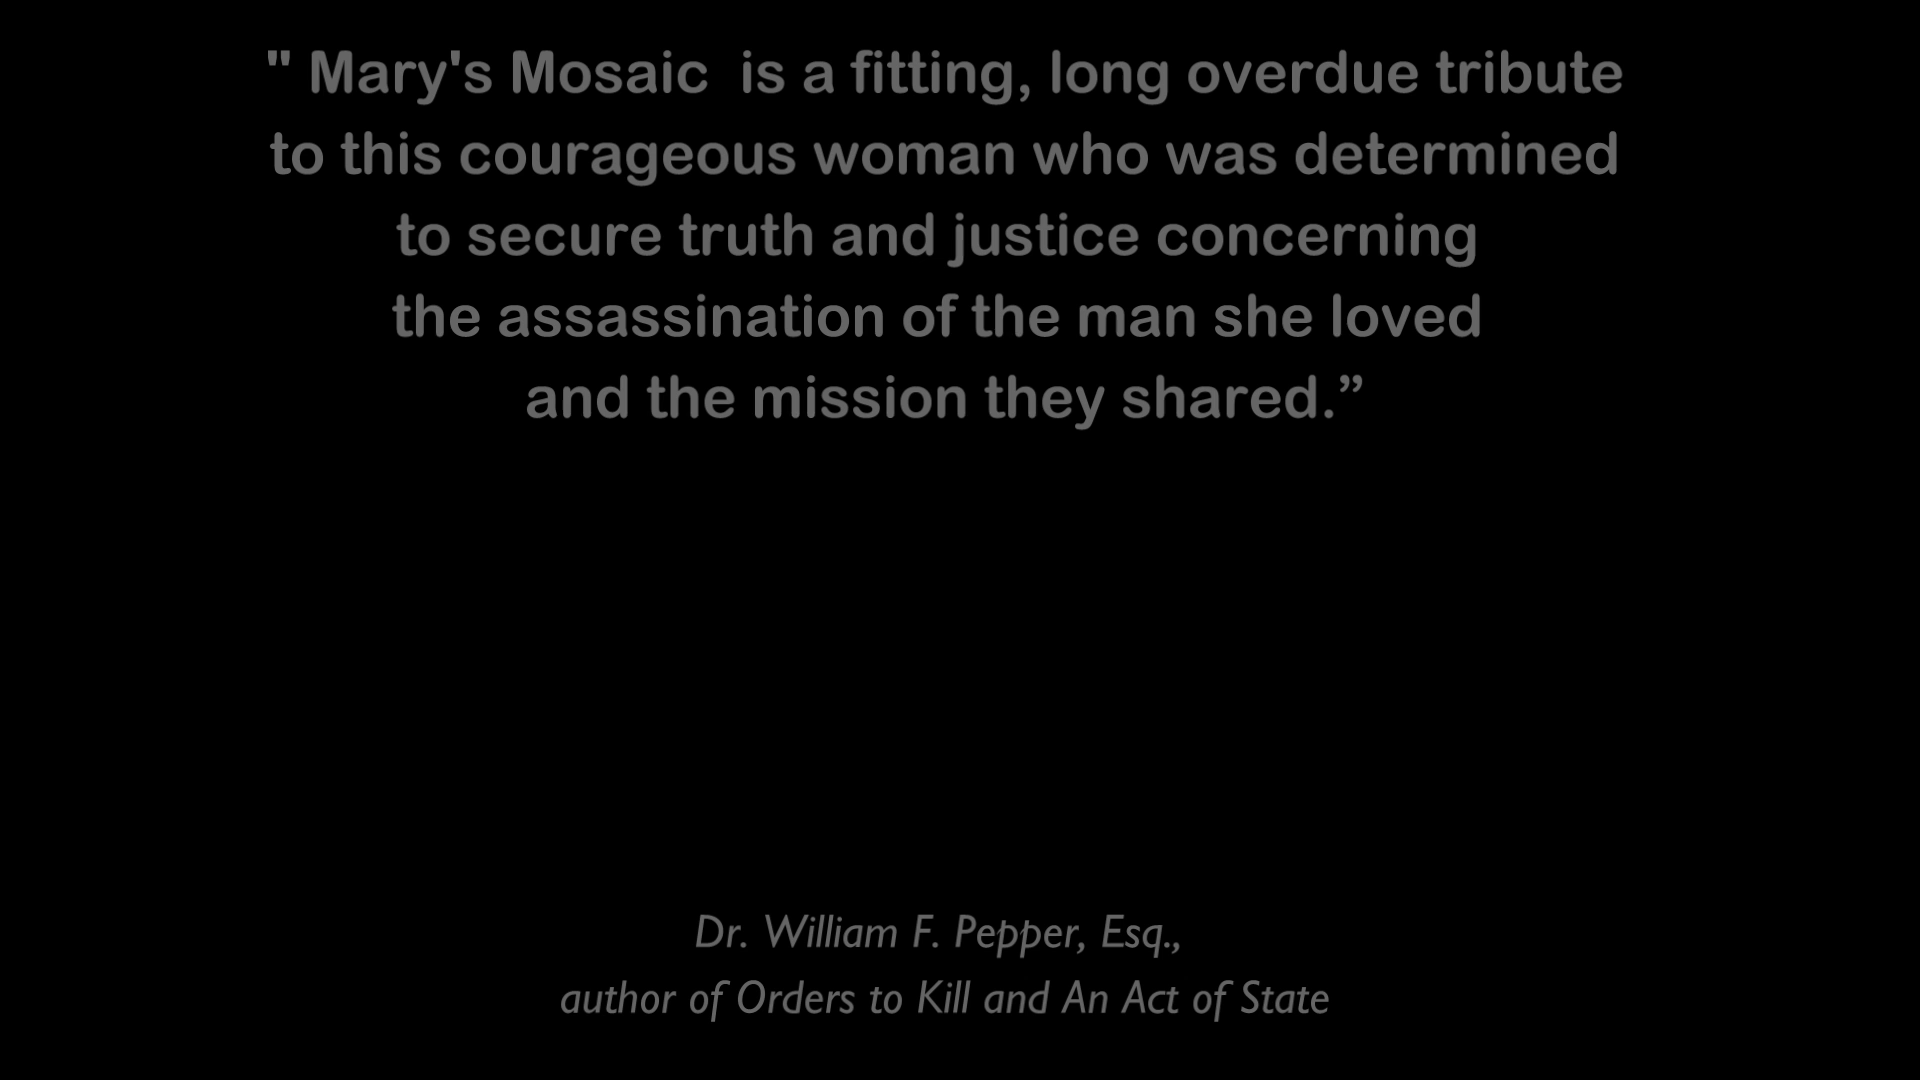 " Mary's Mosaic  is a fitting, long overdue tribute
to this courageous woman who was determined
to secure truth and justice concerning
the assassination of the man she loved
and the mission they shared.”
Dr. William F. Pepper, Esq.,
author of Orders to Kill and An Act of State